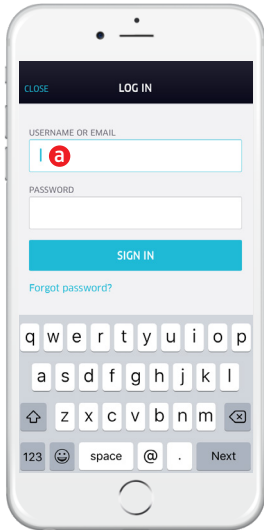 CLOSE LOG IN
USERNAME OR EMAIL
a
PASSWORD
SIGN IN
Forgot password?
q w e r t y u i o p
a s d f g h j k l
z x c v b n m
123 space @ . Next